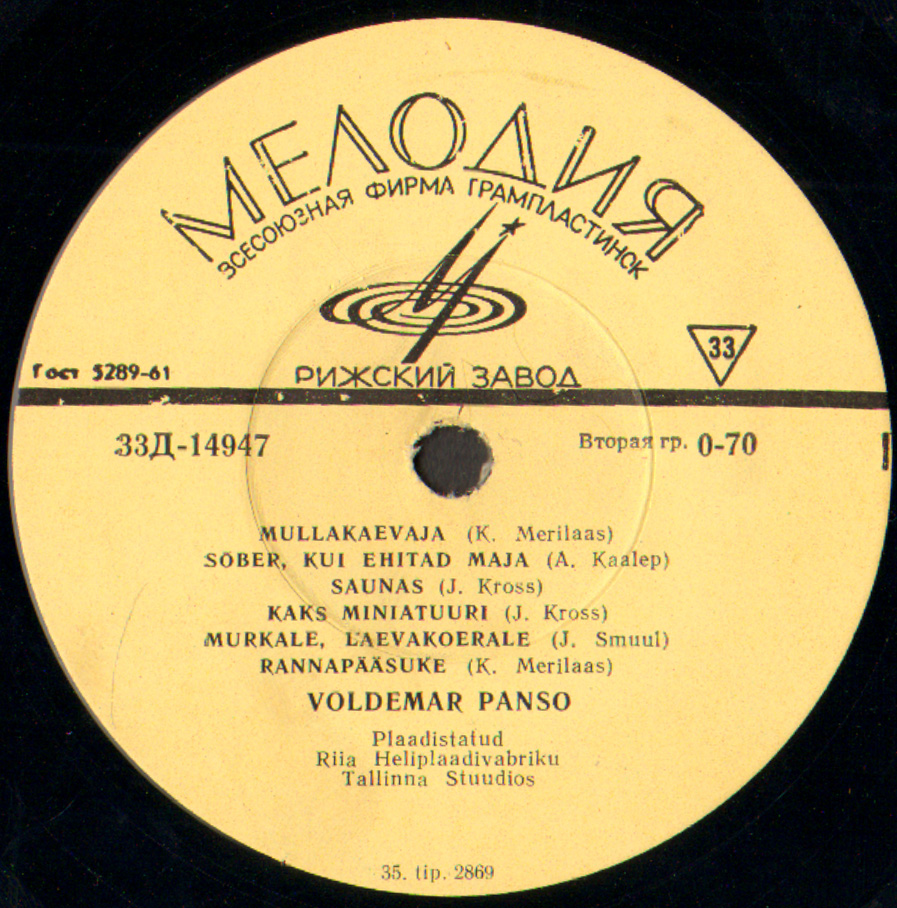 МЕЛОДИЯ
ВСЕСОЮЗНАЯ ФИРМА ГРАМПЛАСТИНОК
РИЖСКИЙ ЗАВОД
33
Гост 5289-61
33Д-14947
Вторая гр. 0-70
MULLAKAEVAJA (K. Merilaas)
SÕBER, KUI EHITAD MAJA (A. Kaalep)
SAUNAS (J. Kross)
KAKS MINIATUURI (J. Kross)
MURKALE, LAEVAKOERALE (J. Smuul)
RANNAPÄÄSUKE (K. Merilaas)
VOLDEMAR PANSO
Plaadistatud
Riia Heliplaadivabriku
Tallinna Stuudios
35. tip. 2869